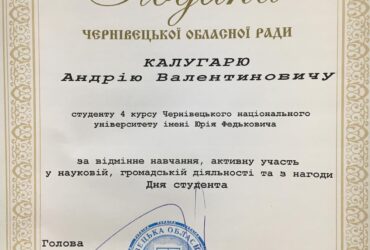 Подяка
ЧЕРНІВЕЦЬКОЇ ОБЛАСНОЇ РАДИ
КАЛУГАРЮ
Андрію Валентиновичу
студенту 4 курсу Чернівецького національного
університету імені Юрія Федьковича
за відмінне навчання, активну участь
у науковій, громадській діяльності та з нагоди
Дня студента
Голова